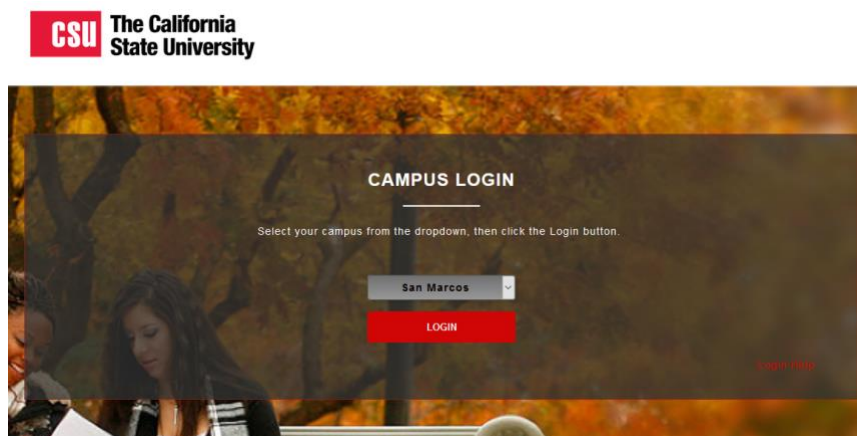 CSU The California
State University
CAMPUS LOGIN
Select your campus from the dropdown, then click the Login button.
San Marcos
LOGIN
Login Help